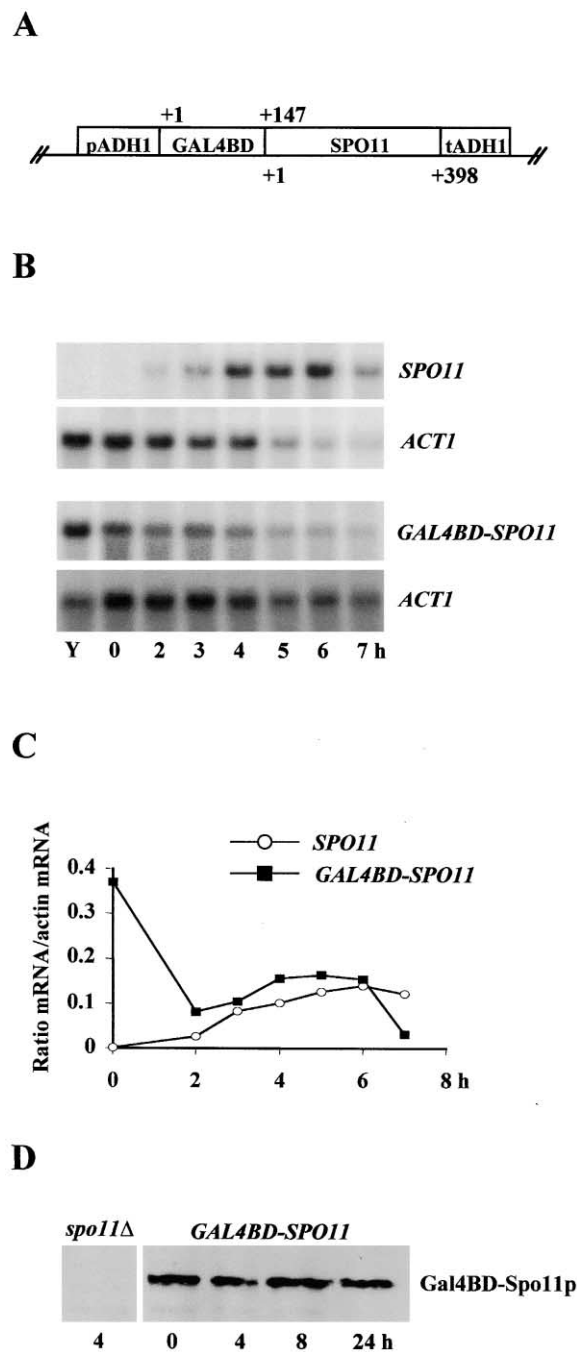 A
+1 +147
pADH1 GAL4BD SPO11 tADH1
+1 +398
B
SPO11
ACT1
GAL4BD-SPO11
ACT1
Y 0 2 3 4 5 6 7 h
C
SPO11
GAL4BD-SPO11
Ratio mRNA/actin mRNA
0.4
0.3
0.2
0.1
0
0 2 4 6 8 h
D
spo11Δ GAL4BD-SPO11
Gal4BD-Spo11p
4 0 4 8 24 h